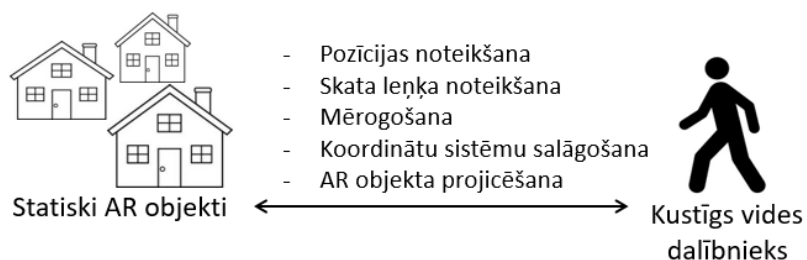 - Pozīcijas noteikšana
- Skata leņķa noteikšana
- Mērogošana
- Koordinātu sistēmu salāgošana
- AR objekta projicēšana
Statiski AR objekti
Kustīgs vides
dalībnieks